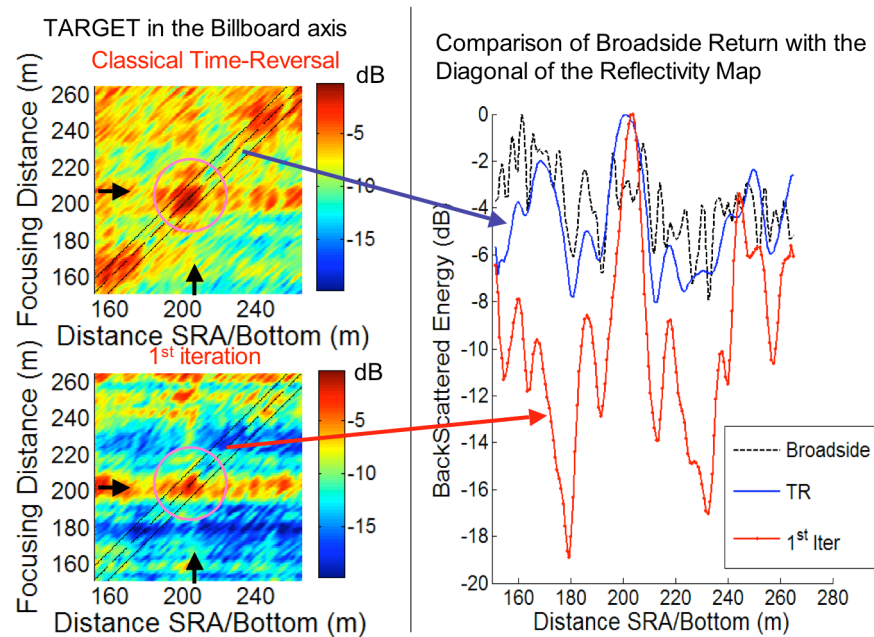 TARGET in the Billboard axis
Classical Time-Reversal
dB
Focusing Distance (m)
260
240
220
200
180
160
160 200 240
Distance SRA/Bottom (m)
-5
-10
-15
1st iteration
dB
Focusing Distance (m)
260
240
220
200
180
160
160 200 240
Distance SRA/Bottom (m)
-5
-10
-15
Comparison of Broadside Return with the
Diagonal of the Reflectivity Map
BackScattered Energy (dB)
0
-2
-4
-6
-8
-10
-12
-14
-16
-18
-20
160 180 200 220 240 260 280
Distance SRA/Bottom (m)
Broadside
TR
1st Iter